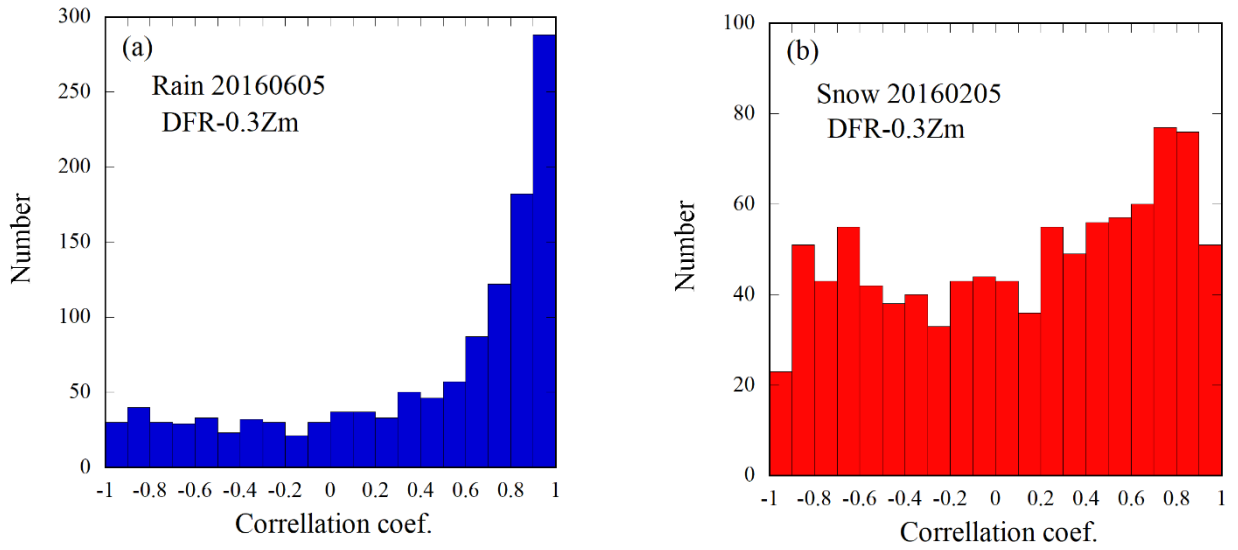 (a)
Rain 20160605
DFR-0.3Zm
Number
300
250
200
150
100
50
0
-1 -0.8 -0.6 -0.4 -0.2 0 0.2 0.4 0.6 0.8 1
Correllation coef.
(b)
Snow 20160205
DFR-0.3Zm
Number
100
80
60
40
20
0
-1 -0.8 -0.6 -0.4 -0.2 0 0.2 0.4 0.6 0.8 1
Correllation coef.